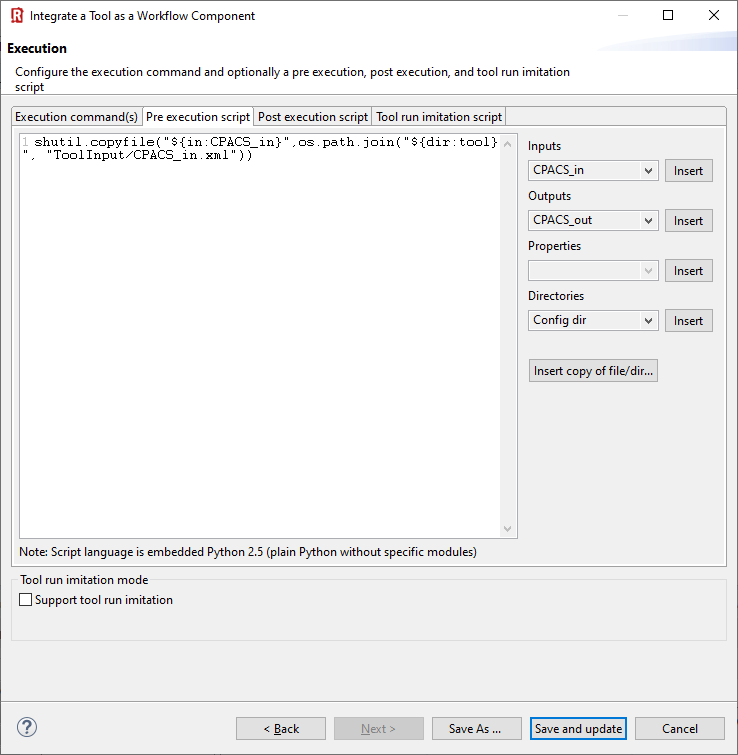 Integrate a Tool as a Workflow Component
Execution
Configure the execution command and optionally a pre execution, post execution, and tool run imitation
script
Execution command(s) Pre execution script Post execution script Tool run imitation script
1 shutil.copyfile("${in:CPACS_in}",os.path.join("${dir:tool}
", "ToolInput/CPACS_in.xml"))
Inputs
CPACS_in Insert
Outputs
CPACS_out Insert
Properties
Insert
Directories
Config dir Insert
Insert copy of file/dir...
Note: Script language is embedded Python 2.5 (plain Python without specific modules)
Tool run imitation mode
Support tool run imitation
? < Back Next > Save As ... Save and update Cancel